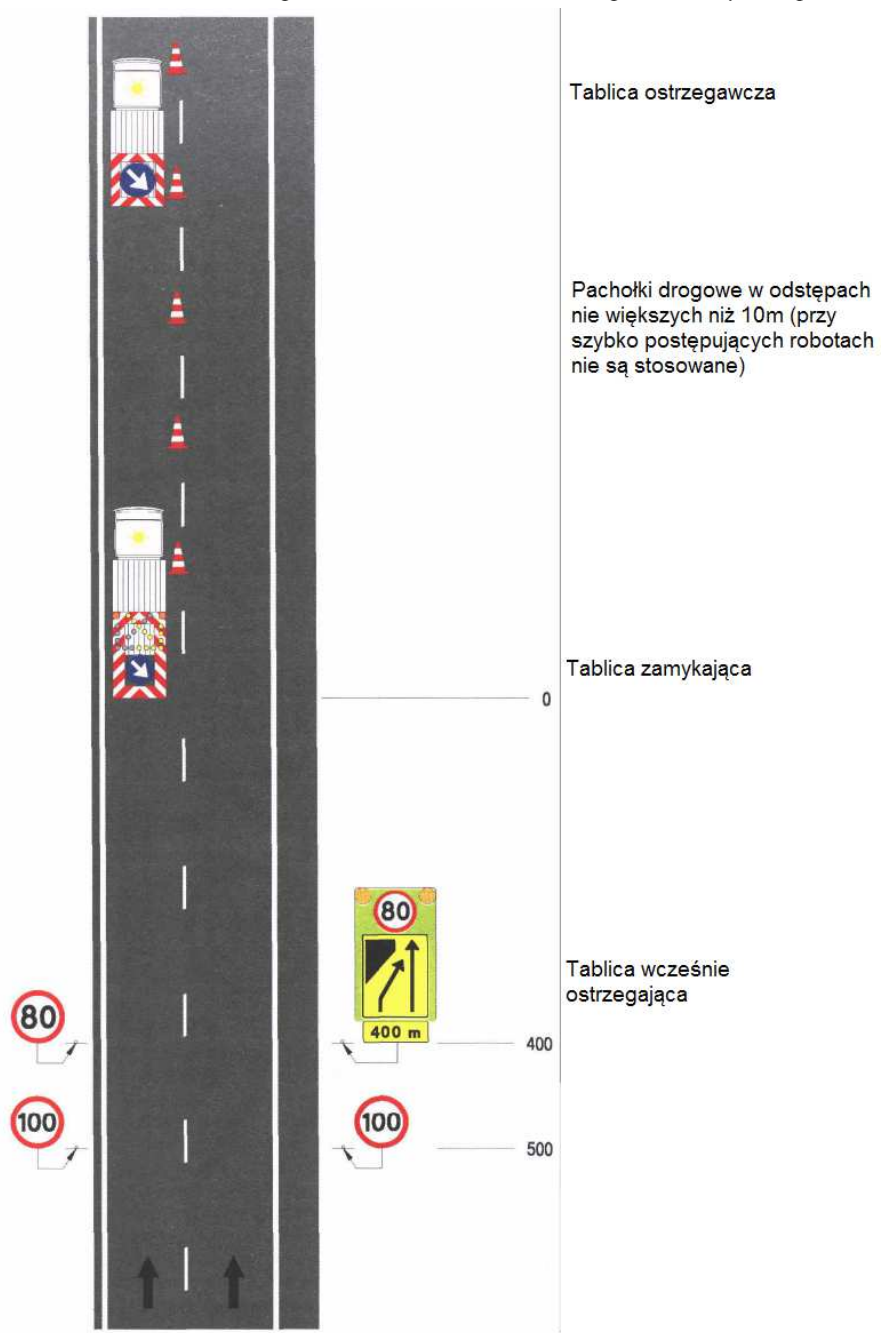 Tablica ostrzegawcza
Pachołki drogowe w odstępach
nie większych niż 10m (przy
szybko postępujących robotach
nie są stosowane)
Tablica zamykająca
0
80
Tablica wcześnie
ostrzegająca
80
400 m
400
100
100
500